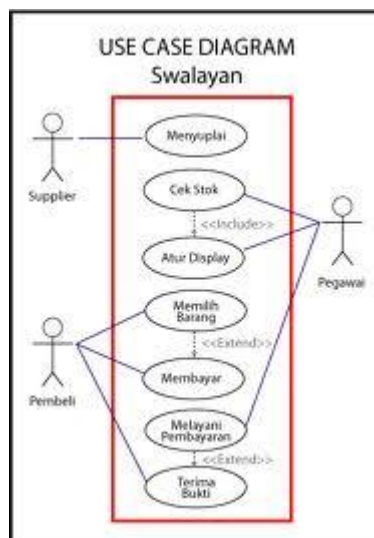 USE CASE DIAGRAM
Swalayan
Menyuplai
Supplier
Cek Stok
<<Include>>
Atur Display
Pegawai
Memilih
Barang
<<Extend>>
Pembeli
Membayar
Melayani
Pembayaran
<<Extend>>
Terima
Bukti